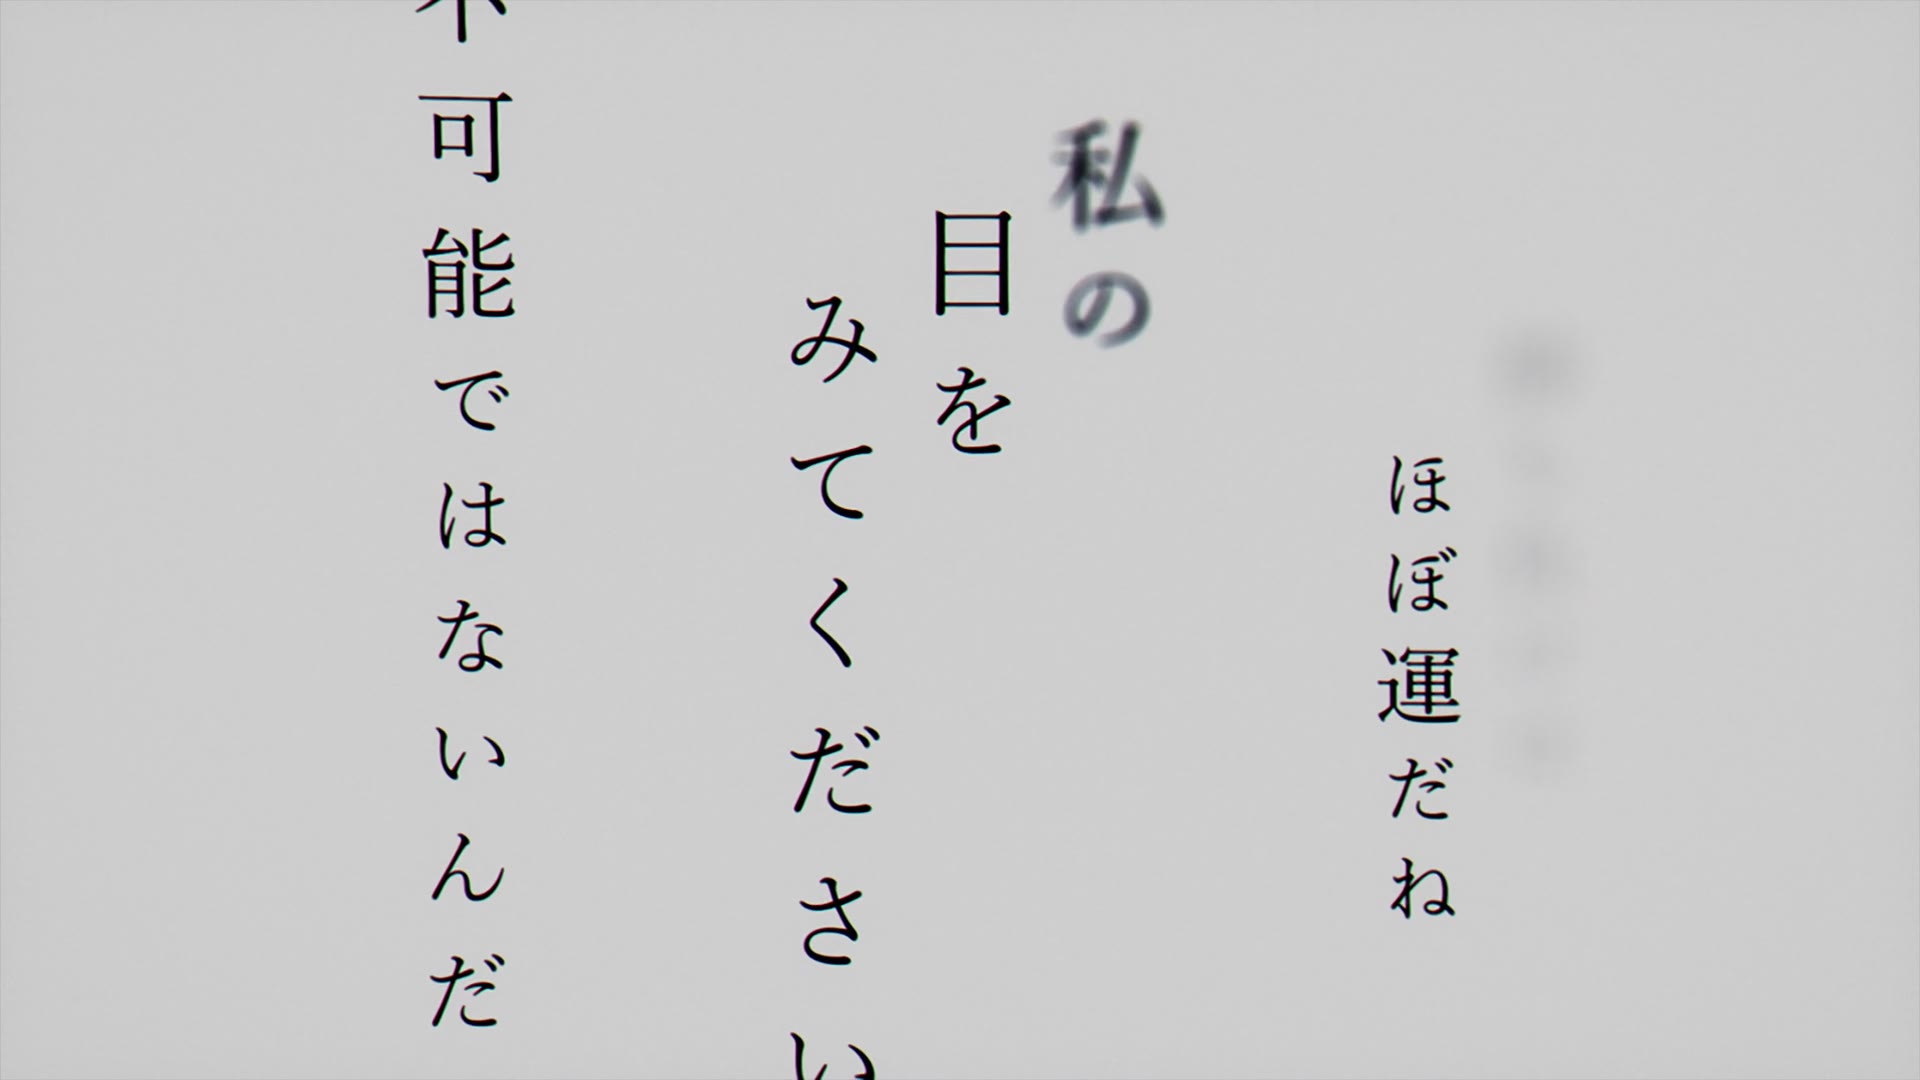 ほぼ運だね
私の
目を
みてください
不可能ではないんだ